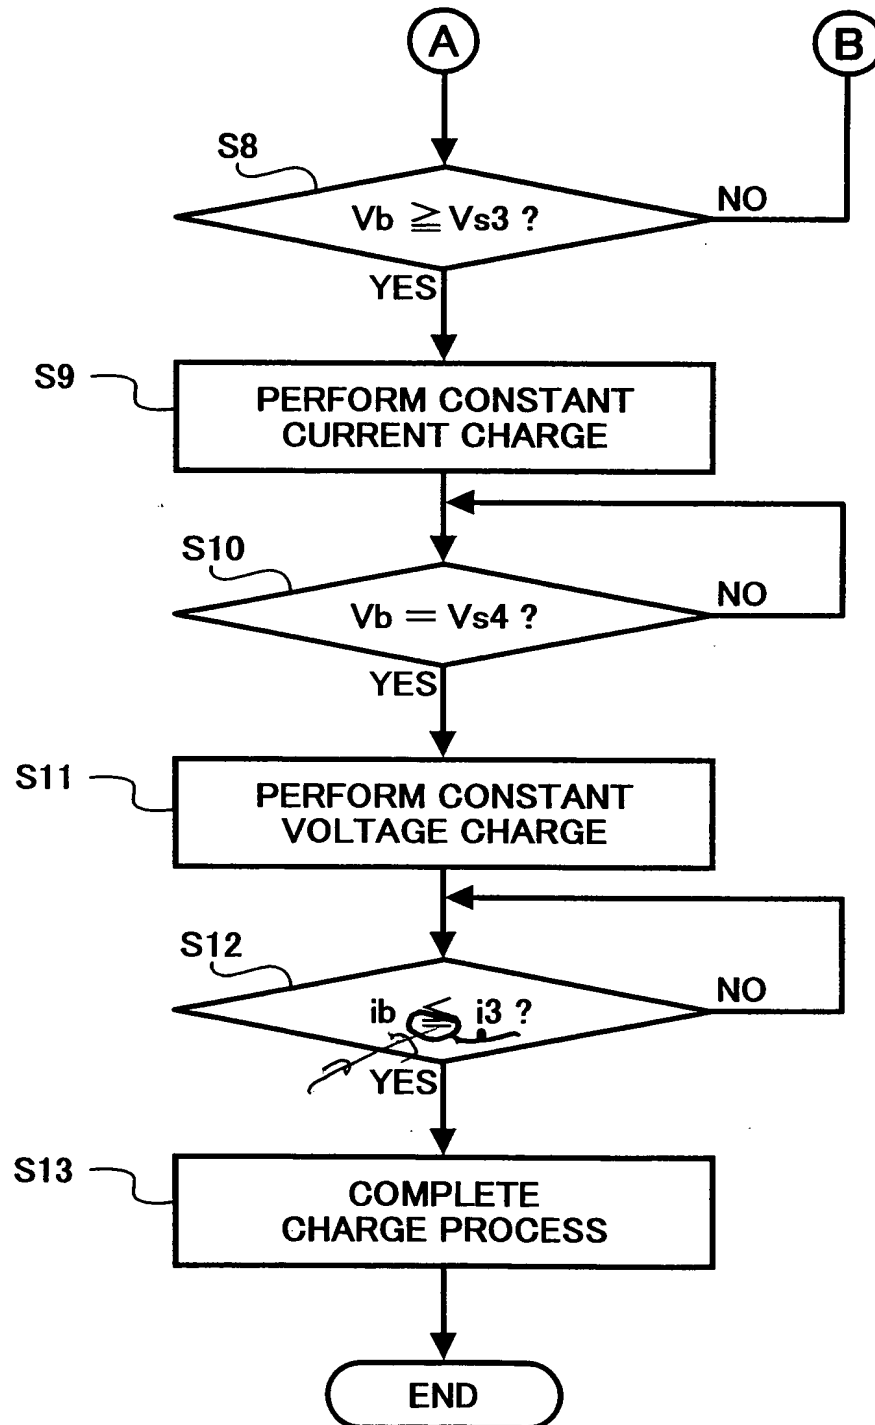 A
B
S8
Vb ≧ Vs3 ?
NO
YES
S9
PERFORM CONSTANT
CURRENT CHARGE
S10
Vb = Vs4 ?
NO
YES
S11
PERFORM CONSTANT
VOLTAGE CHARGE
S12
ib ≦ i3 ?
NO
YES
S13
COMPLETE
CHARGE PROCESS
END